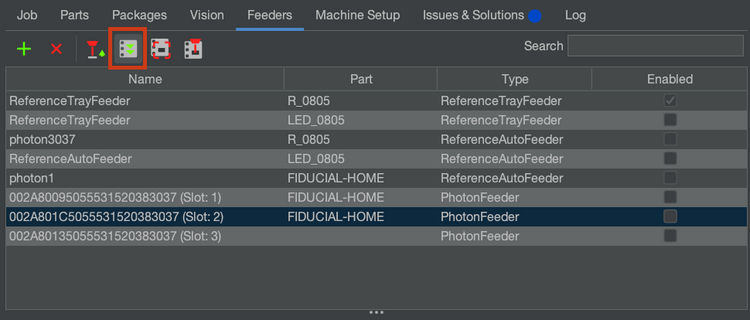 Job Parts Packages Vision Feeders Machine Setup Issues & Solutions Log
Search
Name Part Type Enabled
ReferenceTrayFeeder R_0805 ReferenceTrayFeeder
ReferenceTrayFeeder LED_0805 ReferenceTrayFeeder
photon3037 R_0805 ReferenceAutoFeeder
ReferenceAutoFeeder LED_0805 ReferenceAutoFeeder
photon1 FIDUCIAL-HOME ReferenceAutoFeeder
002A80095055531520383037 (Slot: 1) FIDUCIAL-HOME PhotonFeeder
002A801C5055531520383037 (Slot: 2) FIDUCIAL-HOME PhotonFeeder
002A80135055531520383037 (Slot: 3) PhotonFeeder